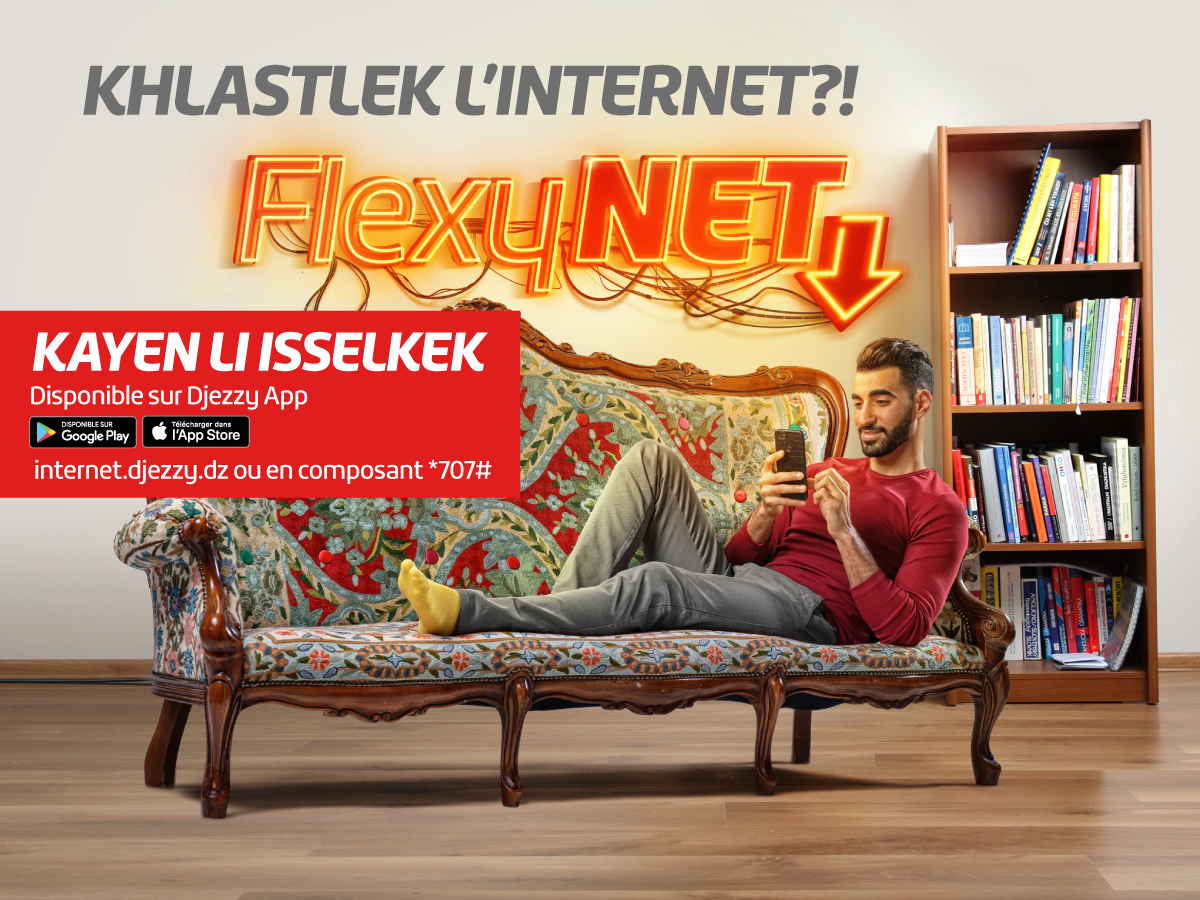 KHLASTLEK L'INTERNET?!
FlexyNET
KAYEN LI ISSELKEK
Disponible sur Djezzy App
DISPONIBLE SUR
Google Play
Télécharger dans
l'App Store
internet.djezzy.dz ou en composant *707#